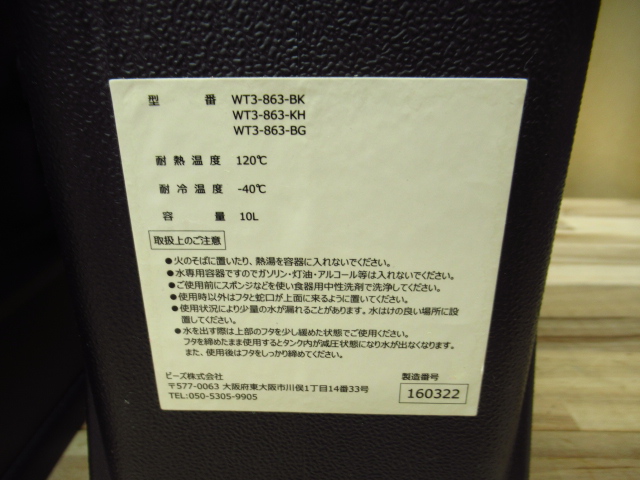 型番 WT3-863-BK
WT3-863-KH
WT3-863-BG
耐熱温度 120℃
耐冷温度 -40℃
容量 10L
取扱上のご注意
●火のそばに置いたり、熱湯を容器に入れないでください。
●水専用容器ですのでガソリン・灯油・アルコール等は入れないでください。
●ご使用前にスポンジなどを使い食器用中性洗剤で洗浄してください。
●使用時以外はフタと蛇口が上面に来るように置いてください。
●使用状況により少量の水が漏れることがあります。水はけの良い場所に設
置してください。
●水を出す際は上部のフタを少し緩めた状態でご使用ください。
フタを締めたまま使用するとタンク内が減圧状態になり水が出なくなります。
また、使用後はフタをしっかり締めてください。
ビーズ株式会社
〒577-0063 大阪府東大阪市川俣1丁目14番33号
TEL:050-5305-9905
製造番号
160322